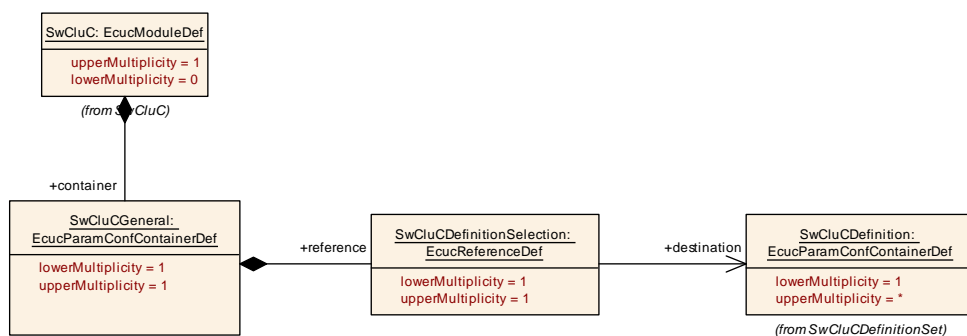 SwCluC: EcucModuleDef
upperMultiplicity = 1
lowerMultiplicity = 0
(from SwCluC)
+container
SwCluCGeneral:
EcucParamConfContainerDef
lowerMultiplicity = 1
upperMultiplicity = 1
+reference
SwCluCDefinitionSelection:
EcucReferenceDef
lowerMultiplicity = 1
upperMultiplicity = 1
+destination
SwCluCDefinition:
EcucParamConfContainerDef
lowerMultiplicity = 1
upperMultiplicity = *
(from SwCluCDefinitionSet)